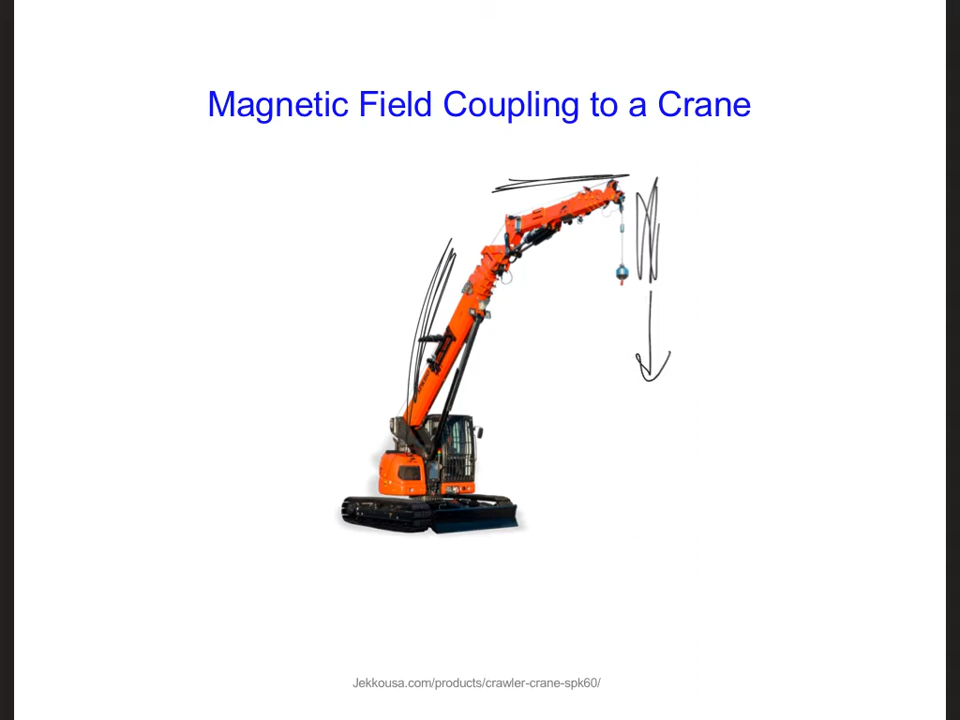 Magnetic Field Coupling to a Crane
Jekkousa.com/products/crawler-crane-spk60/